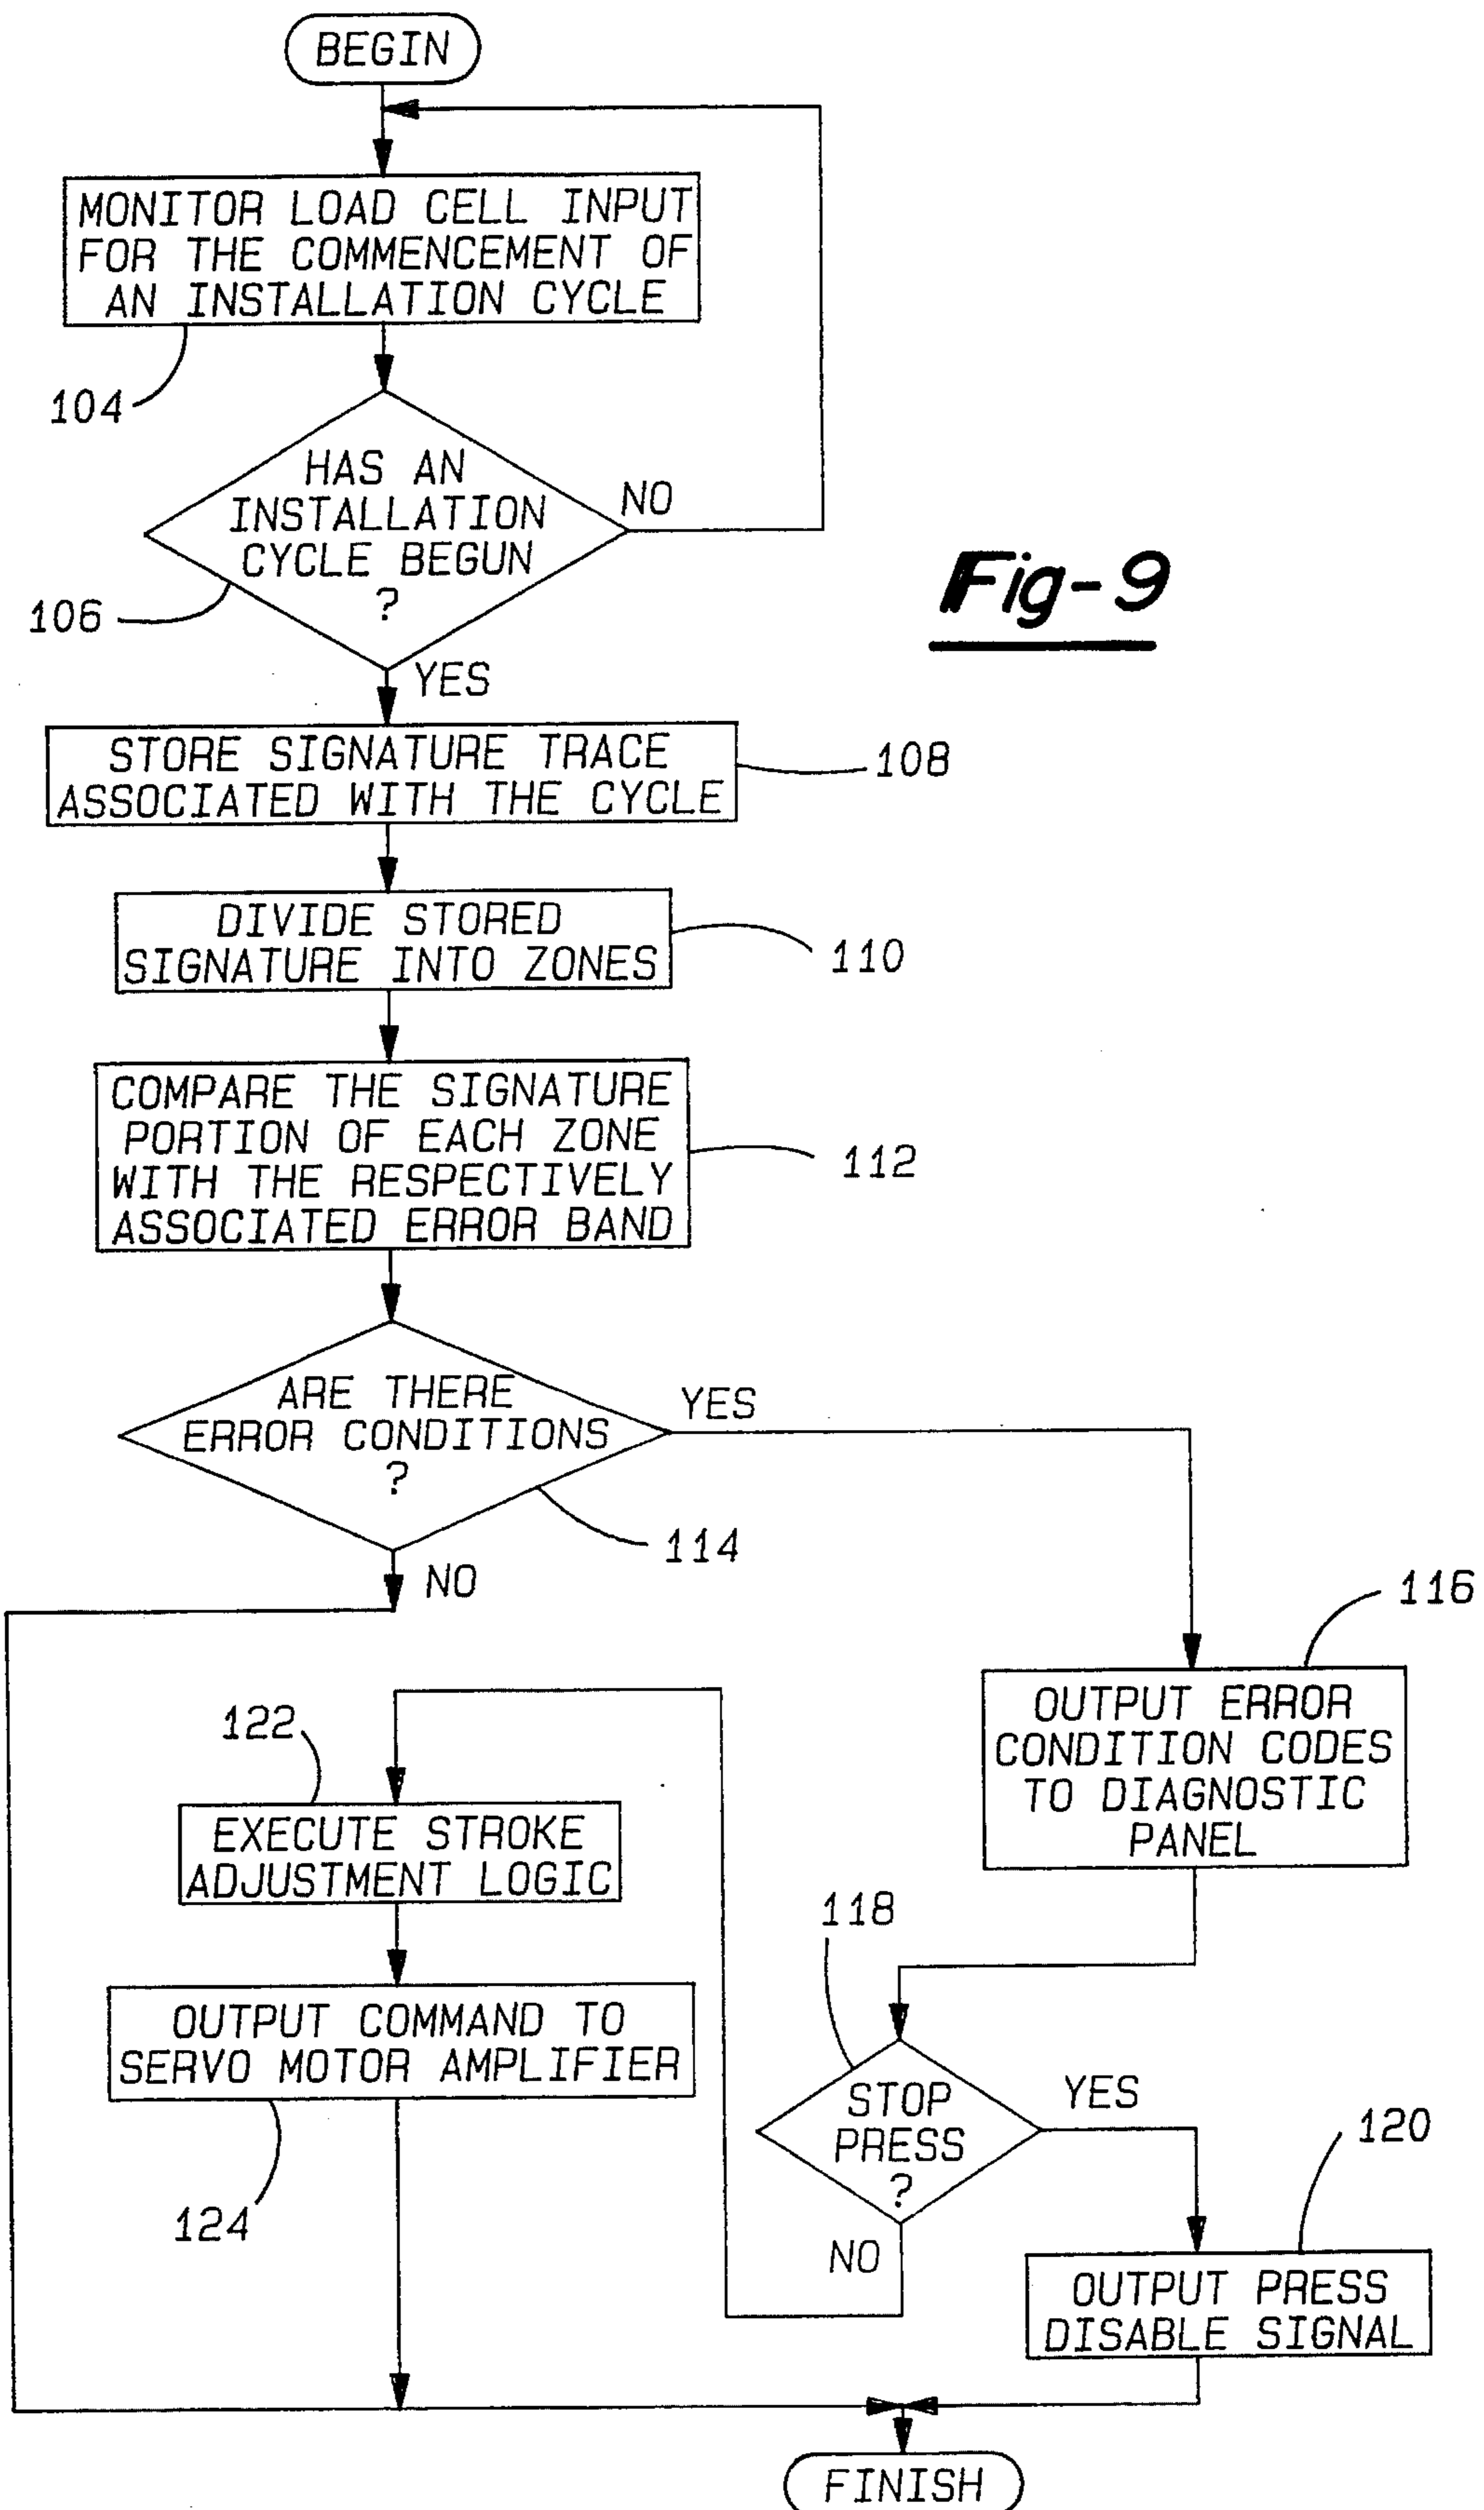 BEGIN
MONITOR LOAD CELL INPUT
FOR THE COMMENCEMENT OF
AN INSTALLATION CYCLE
104
HAS AN
INSTALLATION
CYCLE BEGUN
?
NO
106
YES
Fig-9
STORE SIGNATURE TRACE
ASSOCIATED WITH THE CYCLE
108
DIVIDE STORED
SIGNATURE INTO ZONES
110
COMPARE THE SIGNATURE
PORTION OF EACH ZONE
WITH THE RESPECTIVELY
ASSOCIATED ERROR BAND
112
ARE THERE
ERROR CONDITIONS
?
YES
114
NO
116
OUTPUT ERROR
CONDITION CODES
TO DIAGNOSTIC
PANEL
122
EXECUTE STROKE
ADJUSTMENT LOGIC
118
OUTPUT COMMAND TO
SERVO MOTOR AMPLIFIER
124
STOP
PRESS
?
YES
NO
120
OUTPUT PRESS
DISABLE SIGNAL
FINISH